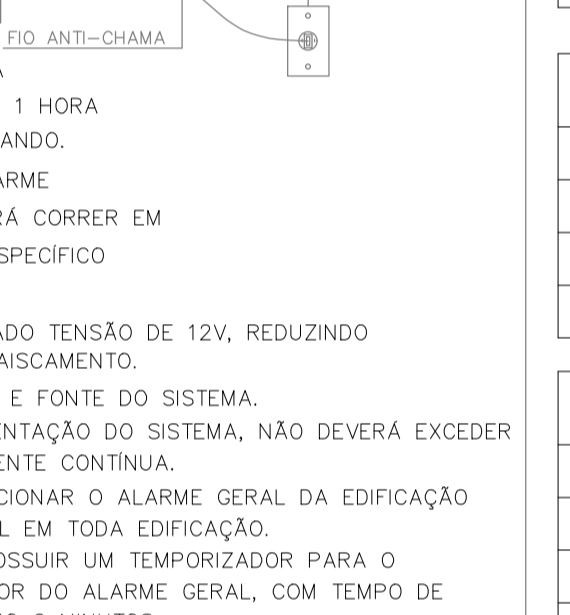 FIO ANTI-CHAMA
1 HORA
ANDO.
ARME
RÁ CORRER EM
SPECÍFICO
ADO TENSÃO DE 12V, REDUZINDO
AISCAMENTO.
E FONTE DO SISTEMA.
ENTAÇÃO DO SISTEMA, NÃO DEVERÁ EXCEDER
ENTE CONTÍNUA.
CIONAR O ALARME GERAL DA EDIFICAÇÃO
L EM TODA EDIFICAÇÃO.
OSSUIR UM TEMPORIZADOR PARA O
OR DO ALARME GERAL, COM TEMPO DE